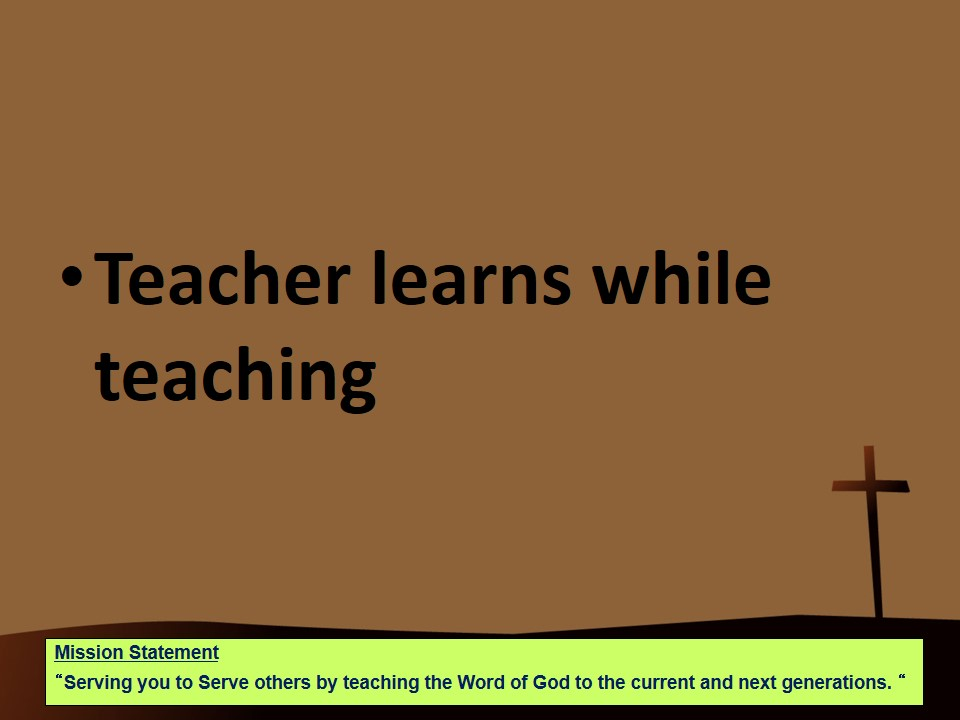 • Teacher learns while
teaching
Mission Statement
“Serving you to Serve others by teaching the Word of God to the current and next generations. “